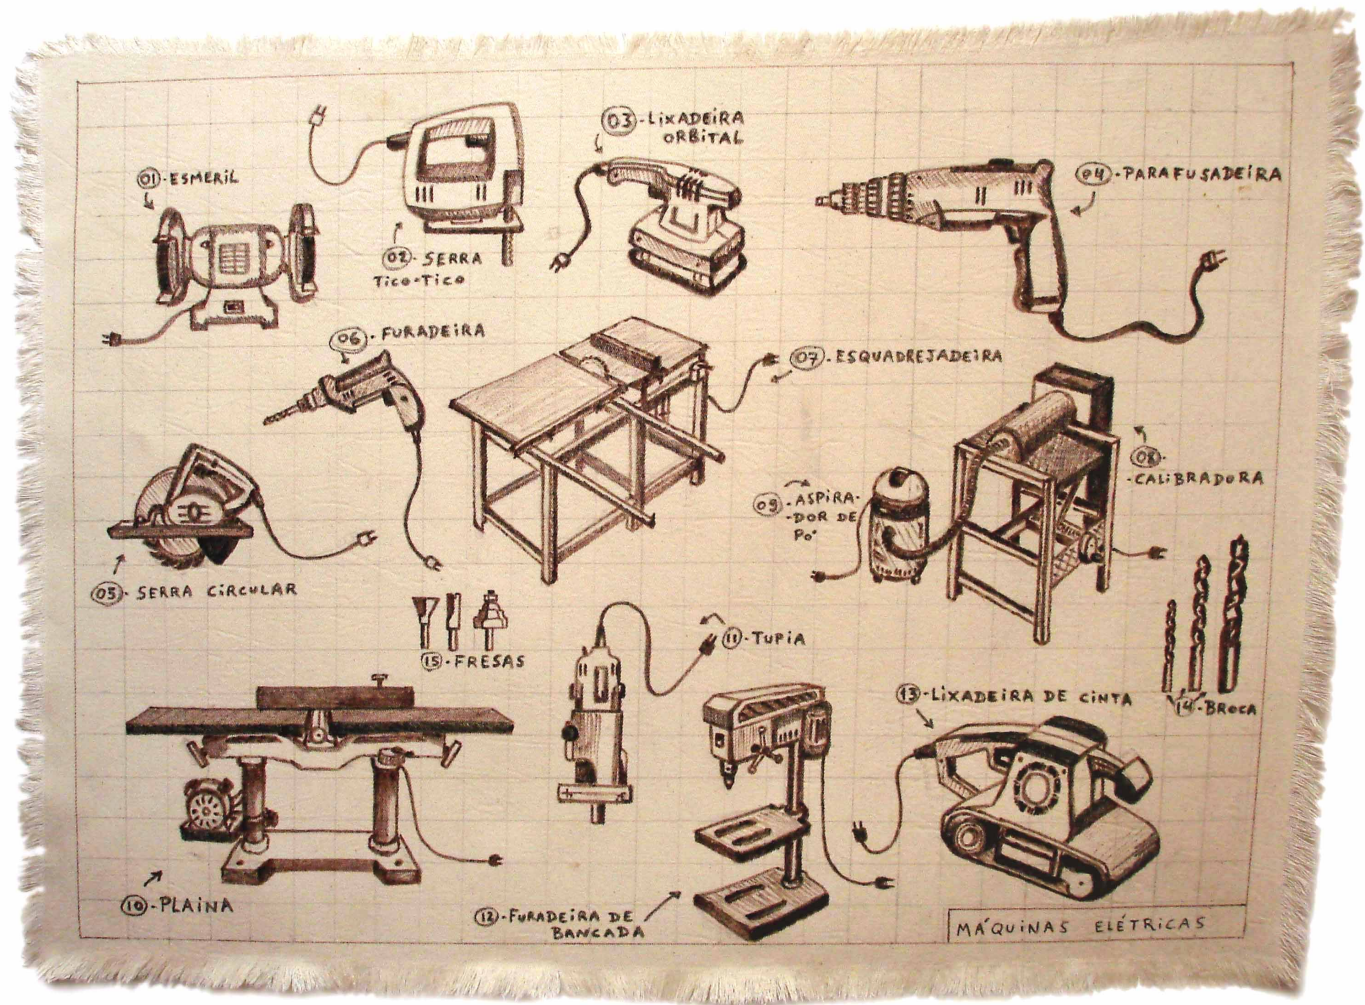 01-ESMERIL
02-SERRA
TICO-TICO
03-LIXADEIRA
ORBITAL
04-PARAFUSADEIRA
05-SERRA CIRCULAR
06-FURADEIRA
07-ESQUADREJADEIRA
08-
-CALIBRADORA
09-ASPIRA-
-DOR DE
PO'
10-PLAINA
11-TUPIA
12-FURADEIRA DE
BANCADA
13-LIXADEIRA DE CINTA
14-BROCA
15-FRESAS
MÁQUINAS ELÉTRICAS